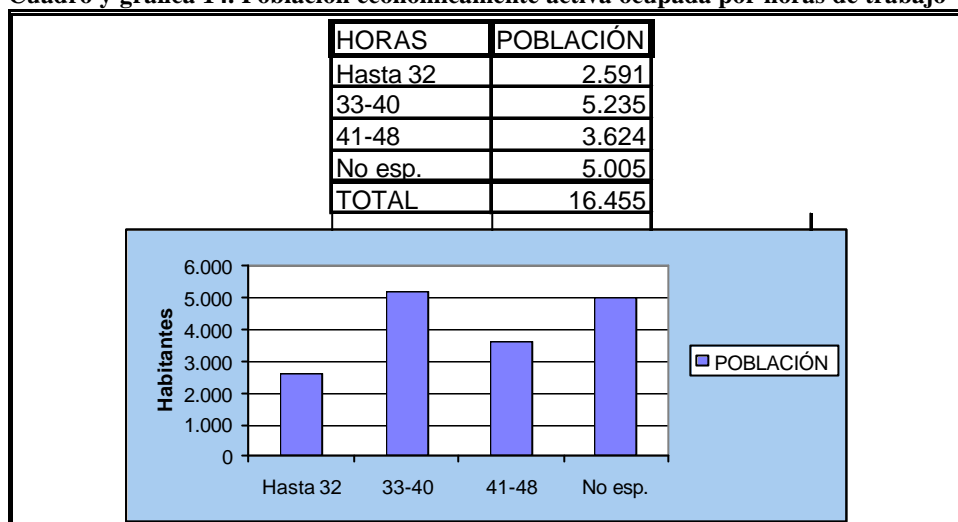 Cuadro y gráfica 14. Población económicamente activa ocupada por horas de trabajo
HORAS POBLACIÓN
Hasta 32 2.591
33-40 5.235
41-48 3.624
No esp. 5.005
TOTAL 16.455
6.000
5.000
4.000
3.000
2.000
1.000
0
Habitantes
Hasta 32 33-40 41-48 No esp.
POBLACIÓN